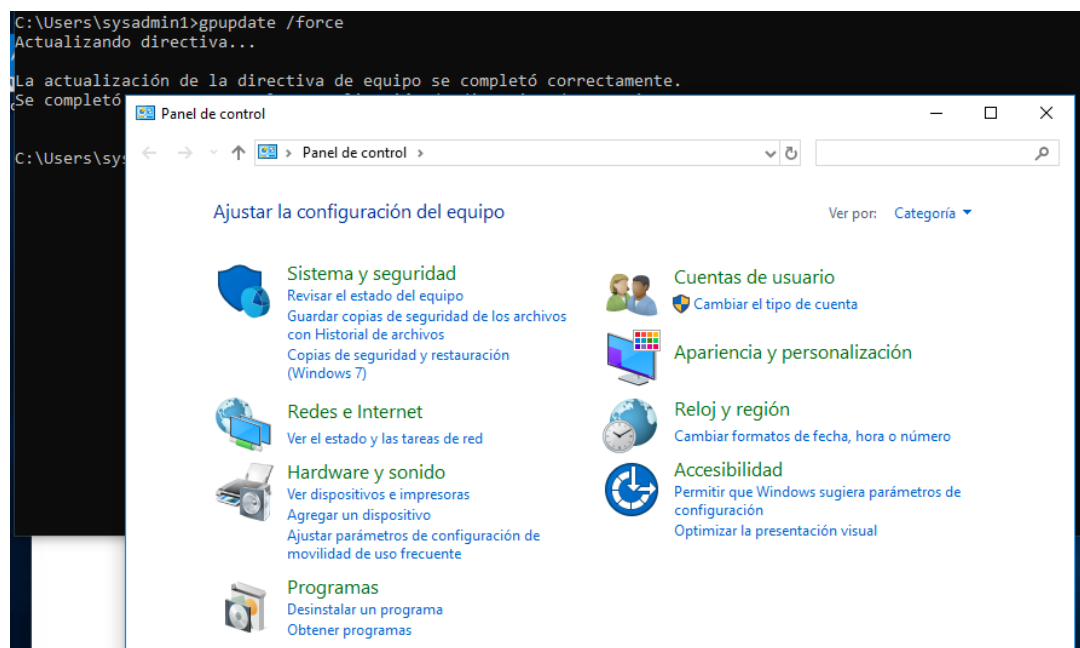 C:\Users\sysadmin1>gpupdate /force
Actualizando directiva...
La actualización de la directiva de equipo se completó correctamente.
Se completó
C:\Users\sys
Panel de control
Panel de control
Ajustar la configuración del equipo
Ver por: Categoría
Sistema y seguridad
Revisar el estado del equipo
Guardar copias de seguridad de los archivos
con Historial de archivos
Copias de seguridad y restauración
(Windows 7)
Redes e Internet
Ver el estado y las tareas de red
Hardware y sonido
Ver dispositivos e impresoras
Agregar un dispositivo
Ajustar parámetros de configuración de
movilidad de uso frecuente
Programas
Desinstalar un programa
Obtener programas
Cuentas de usuario
Cambiar el tipo de cuenta
Apariencia y personalización
Reloj y región
Cambiar formatos de fecha, hora o número
Accesibilidad
Permitir que Windows sugiera parámetros de
configuración
Optimizar la presentación visual